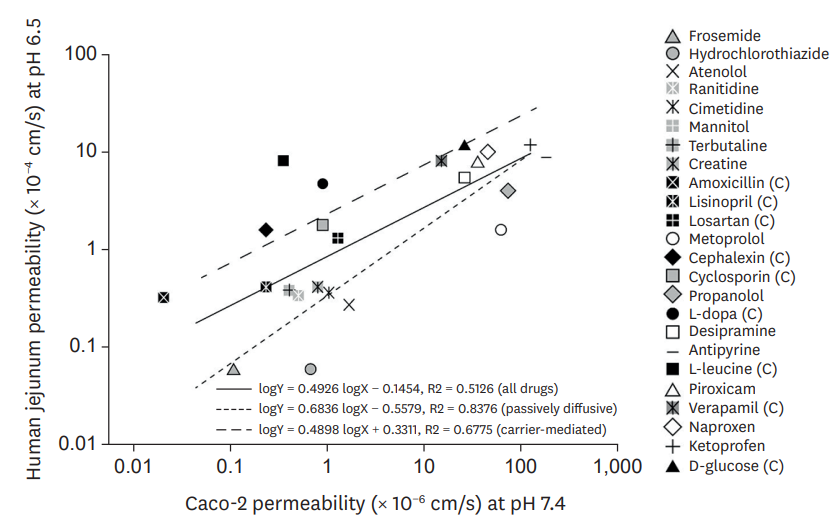 Human jejunum permeability (× 10⁻⁴ cm/s) at pH 6.5
100
10
1
0.1
0.01
logY = 0.4926 logX − 0.1454, R2 = 0.5126 (all drugs)
logY = 0.6836 logX − 0.5579, R2 = 0.8376 (passively diffusive)
logY = 0.4898 logX + 0.3311, R2 = 0.6775 (carrier-mediated)
0.01 0.1 1 10 100 1,000
Caco-2 permeability (× 10⁻⁶ cm/s) at pH 7.4
Frosemide
Hydrochlorothiazide
Atenolol
Ranitidine
Cimetidine
Mannitol
Terbutaline
Creatine
Amoxicillin (C)
Lisinopril (C)
Losartan (C)
Metoprolol
Cephalexin (C)
Cyclosporin (C)
Propanolol
L-dopa (C)
Desipramine
Antipyrine
L-leucine (C)
Piroxicam
Verapamil (C)
Naproxen
Ketoprofen
D-glucose (C)